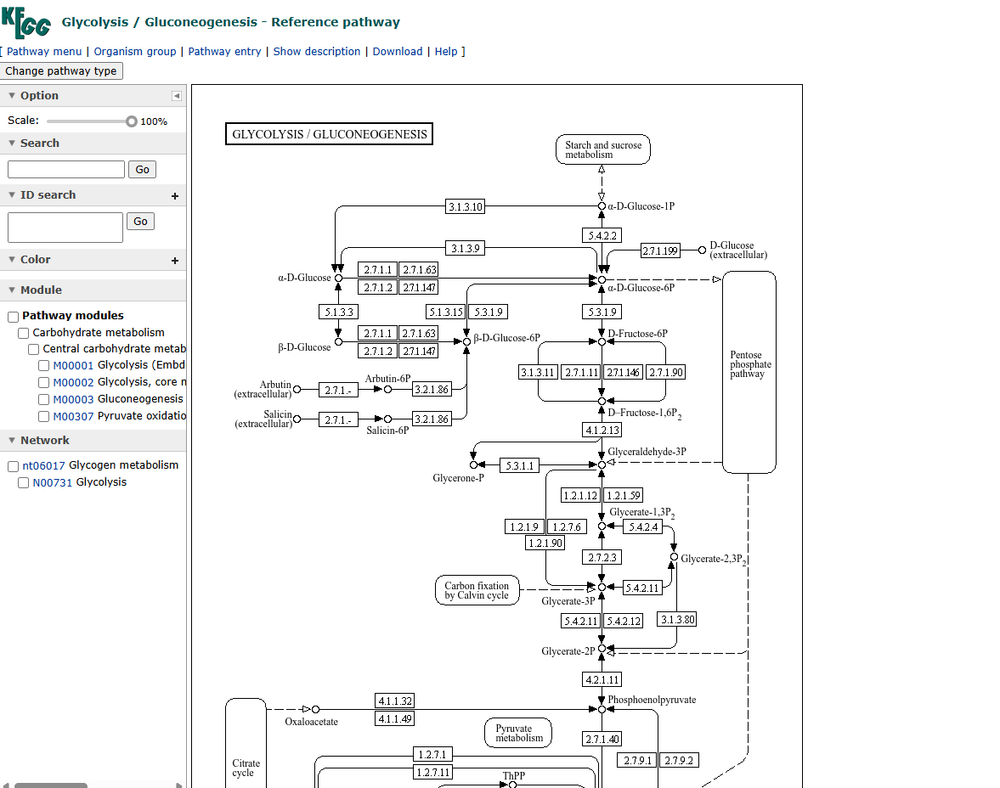 KEGG
Glycolysis / Gluconeogenesis - Reference pathway
[ Pathway menu | Organism group | Pathway entry | Show description | Download | Help ]
Change pathway type
Option
Scale: 100%
Search
Go
ID search
+
Go
Color
+
Module
Pathway modules
Carbohydrate metabolism
Central carbohydrate metab
M00001 Glycolysis (Embd
M00002 Glycolysis, core n
M00003 Gluconeogenesis
M00307 Pyruvate oxidatio
Network
nt06017 Glycogen metabolism
N00731 Glycolysis
GLYCOLYSIS / GLUCONEOGENESIS
Starch and sucrose
metabolism
3.1.3.10
α-D-Glucose-1P
5.4.2.2
3.1.3.9
2.7.1.199
D-Glucose
(extracellular)
α-D-Glucose
2.7.1.1 2.7.1.63
2.7.1.2 2.7.1.147
α-D-Glucose-6P
5.1.3.3
5.1.3.15 5.3.1.9
5.3.1.9
β-D-Glucose
2.7.1.1 2.7.1.63
2.7.1.2 2.7.1.147
β-D-Glucose-6P
D-Fructose-6P
Pentose
phosphate
pathway
3.1.3.11 2.7.1.11 2.7.1.146 2.7.1.90
Arbutin
(extracellular)
2.7.1.-
Arbutin-6P
3.2.1.86
Salicin
(extracellular)
2.7.1.-
Salicin-6P
3.2.1.86
D-Fructose-1,6P2
4.1.2.13
Glyceraldehyde-3P
5.3.1.1
Glycerone-P
1.2.1.12 1.2.1.59
Glycerate-1,3P2
1.2.1.9 1.2.7.6
1.2.1.90
5.4.2.4
2.7.2.3
Glycerate-2,3P2
Carbon fixation
by Calvin cycle
5.4.2.11
Glycerate-3P
5.4.2.11 5.4.2.12
3.1.3.80
Glycerate-2P
4.2.1.11
Phosphoenolpyruvate
4.1.1.32
4.1.1.49
Oxaloacetate
Pyruvate
metabolism
2.7.1.40
Citrate
cycle
1.2.7.1
1.2.7.11
2.7.9.1 2.7.9.2
ThPP